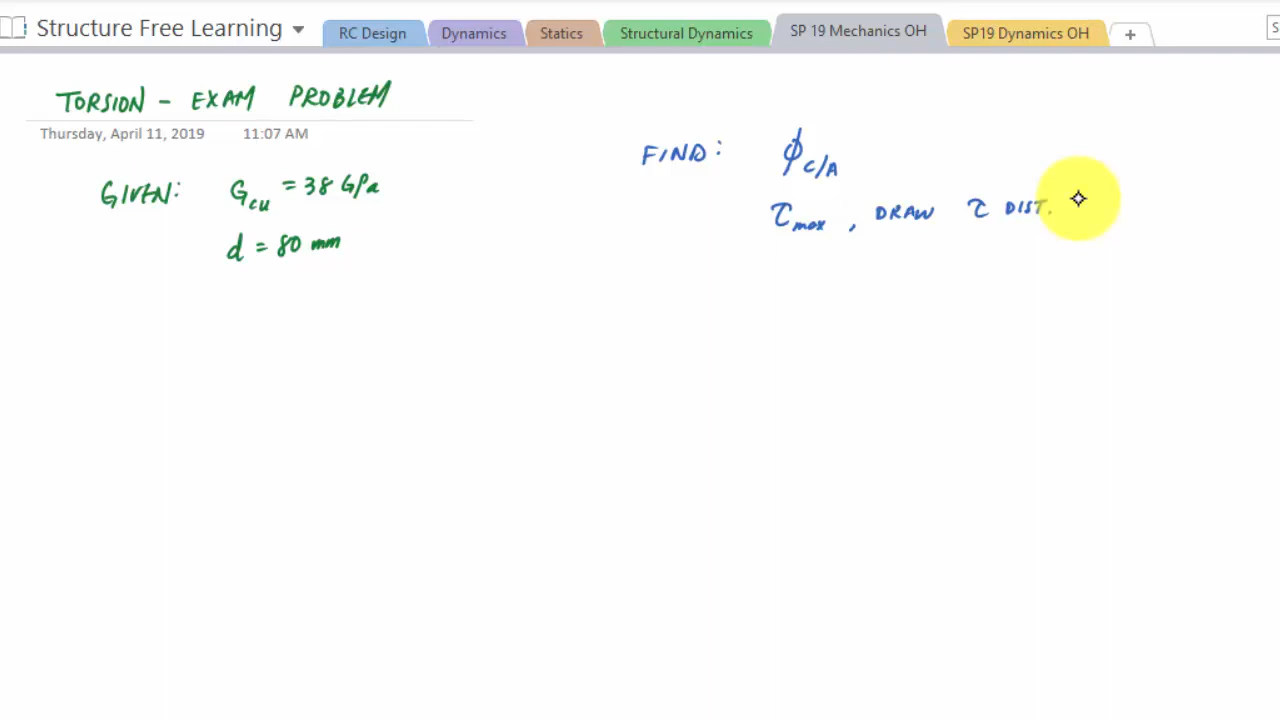 Structure Free Learning
RC Design
Dynamics
Statics
Structural Dynamics
SP 19 Mechanics OH
SP19 Dynamics OH
+
S
TORSION - EXAM PROBLEM
Thursday, April 11, 2019 11:07 AM
GIVEN: Gcu = 38 GPa
d = 80 mm
FIND: ϕC/A
τmax, DRAW τ DIST.